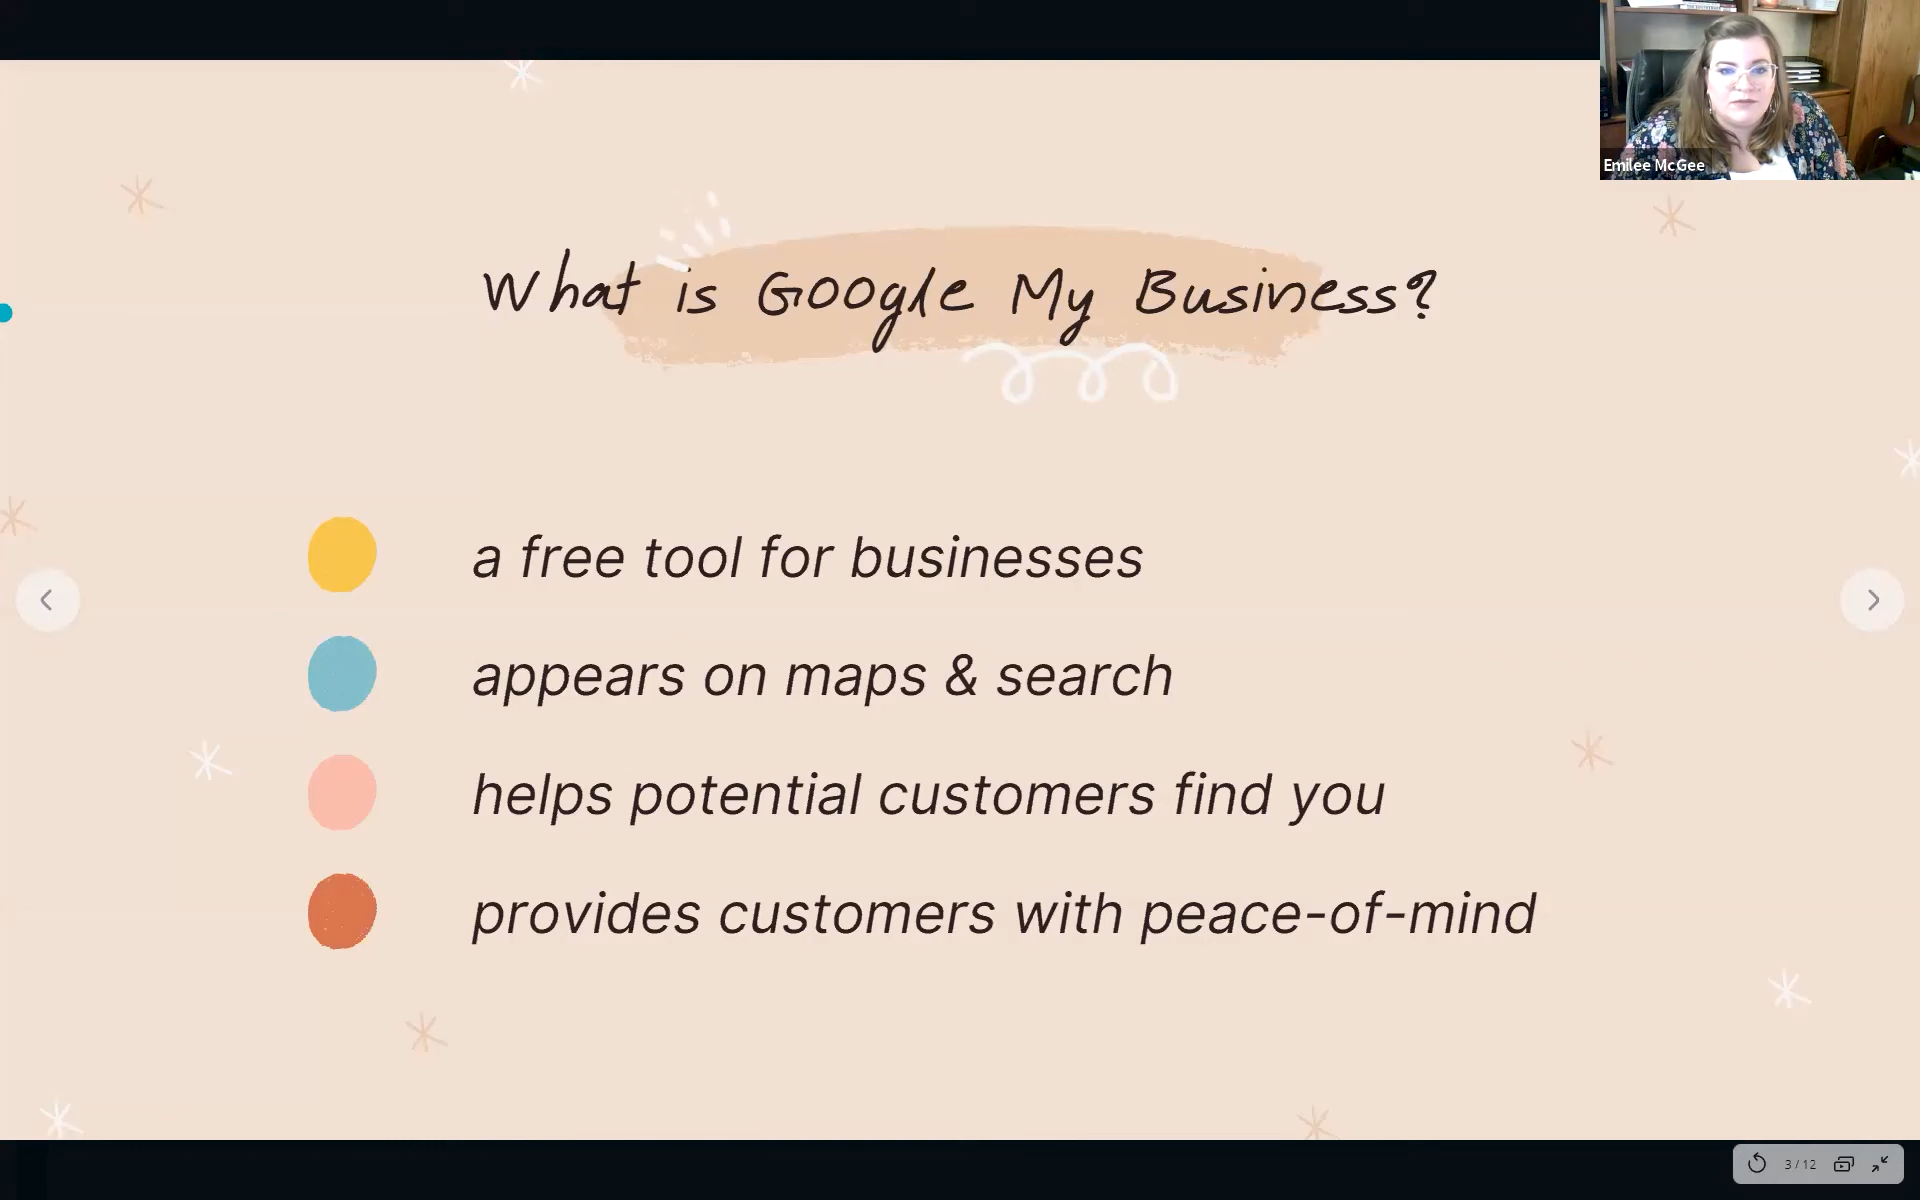 Emilee McGee
What is Google My Business?
a free tool for businesses
appears on maps & search
helps potential customers find you
provides customers with peace-of-mind
3 / 12